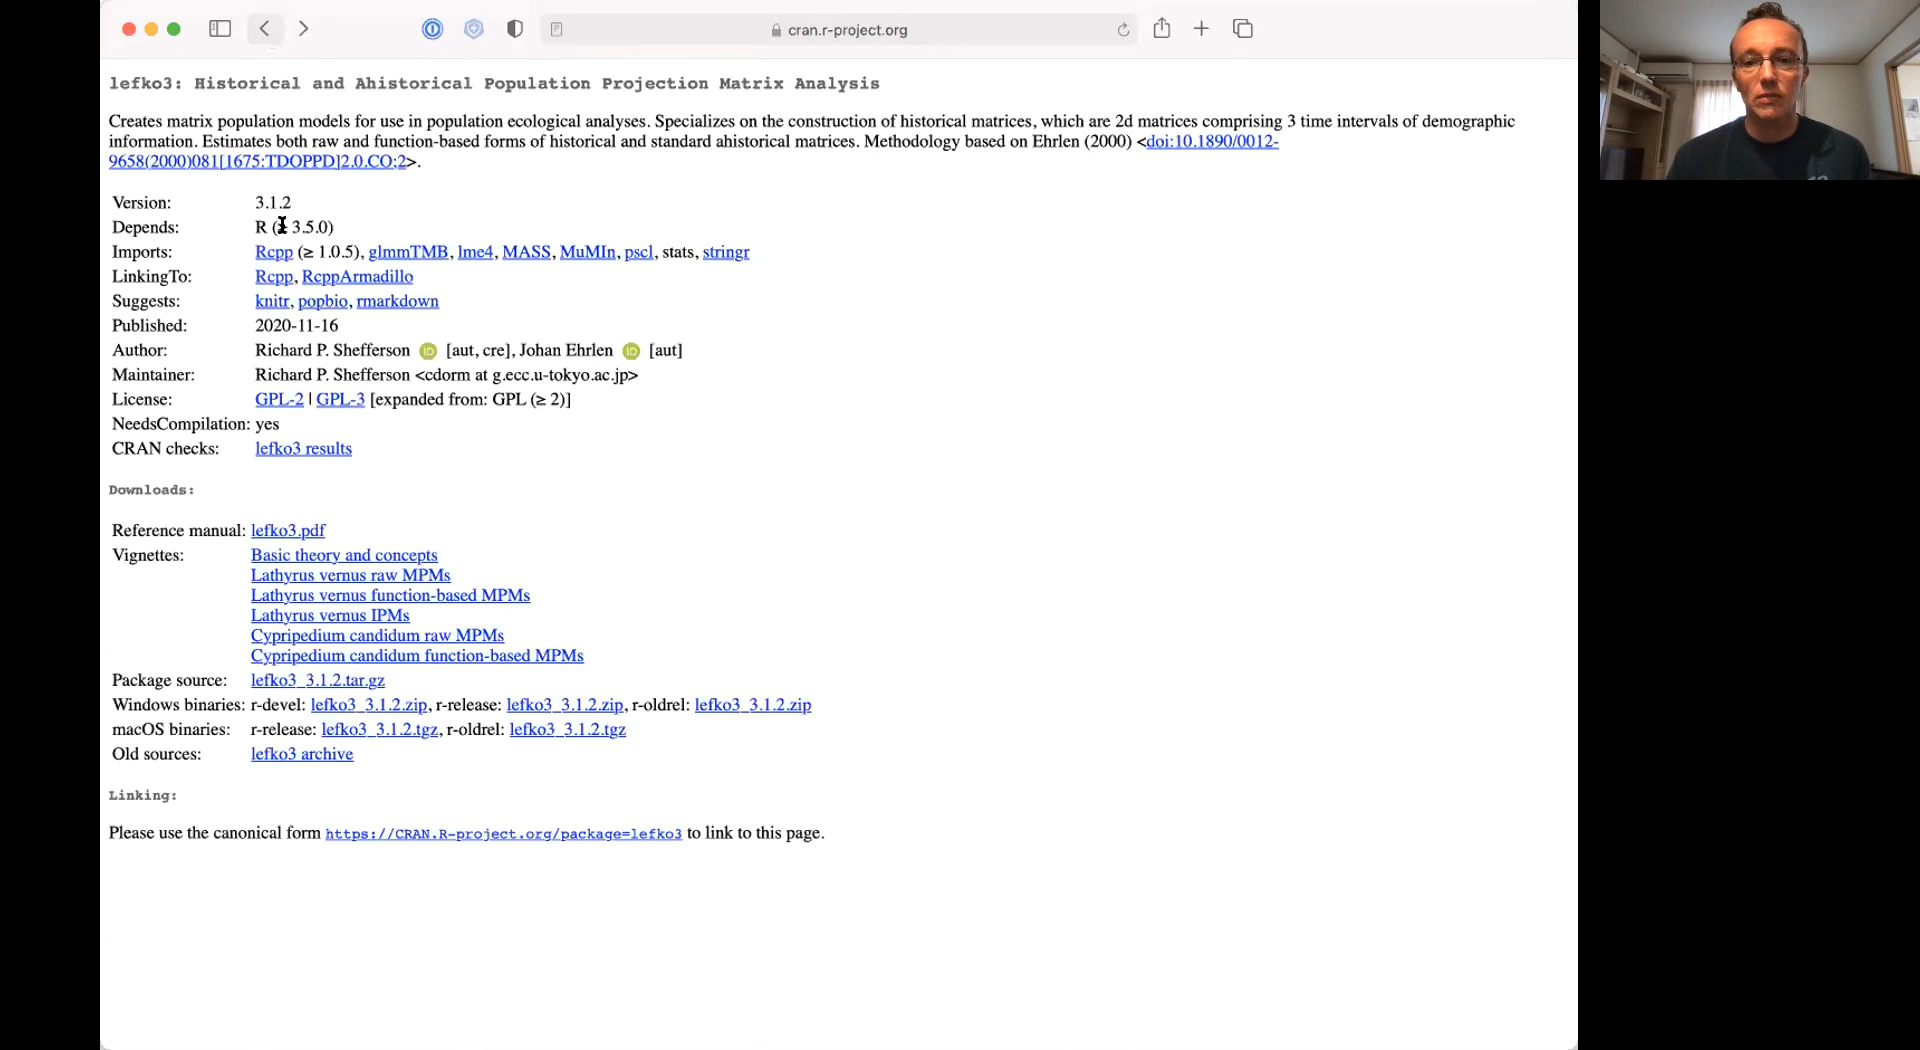 cran.r-project.org
lefko3: Historical and Ahistorical Population Projection Matrix Analysis
Creates matrix population models for use in population ecological analyses. Specializes on the construction of historical matrices, which are 2d matrices comprising 3 time intervals of demographic
information. Estimates both raw and function-based forms of historical and standard ahistorical matrices. Methodology based on Ehrlen (2000) <doi:10.1890/0012-
9658(2000)081[1675:TDOPPD]2.0.CO;2>.
Version: 3.1.2
Depends: R (≥ 3.5.0)
Imports: Rcpp (≥ 1.0.5), glmmTMB, lme4, MASS, MuMIn, pscl, stats, stringr
LinkingTo: Rcpp, RcppArmadillo
Suggests: knitr, popbio, rmarkdown
Published: 2020-11-16
Author: Richard P. Shefferson iD [aut, cre], Johan Ehrlen iD [aut]
Maintainer: Richard P. Shefferson <cdorm at g.ecc.u-tokyo.ac.jp>
License: GPL-2 | GPL-3 [expanded from: GPL (≥ 2)]
NeedsCompilation: yes
CRAN checks: lefko3 results
Downloads:
Reference manual: lefko3.pdf
Vignettes: Basic theory and concepts
Lathyrus vernus raw MPMs
Lathyrus vernus function-based MPMs
Lathyrus vernus IPMs
Cypripedium candidum raw MPMs
Cypripedium candidum function-based MPMs
Package source: lefko3_3.1.2.tar.gz
Windows binaries: r-devel: lefko3_3.1.2.zip, r-release: lefko3_3.1.2.zip, r-oldrel: lefko3_3.1.2.zip
macOS binaries: r-release: lefko3_3.1.2.tgz, r-oldrel: lefko3_3.1.2.tgz
Old sources: lefko3 archive
Linking:
Please use the canonical form https://CRAN.R-project.org/package=lefko3 to link to this page.